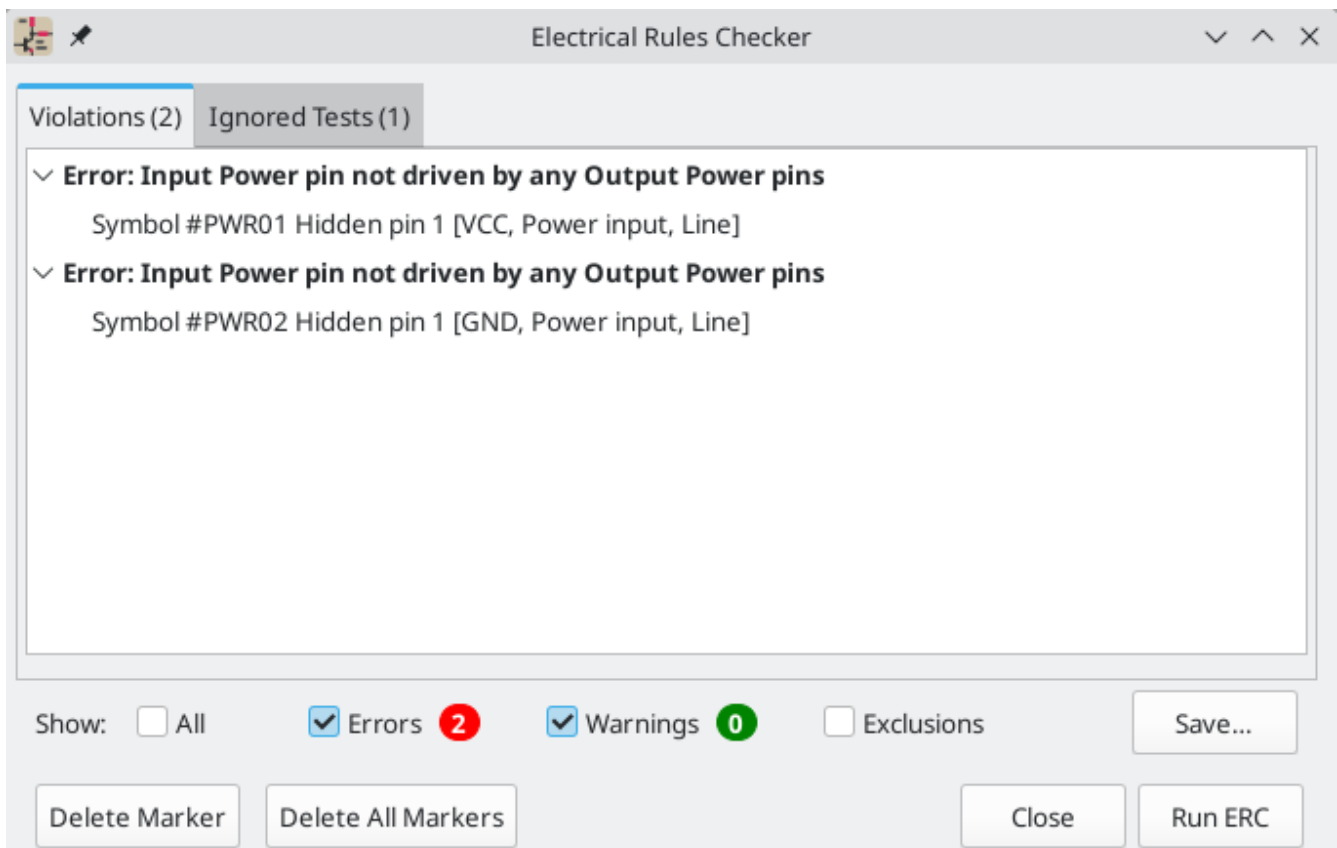 Electrical Rules Checker
Violations (2) Ignored Tests (1)
Error: Input Power pin not driven by any Output Power pins
Symbol #PWR01 Hidden pin 1 [VCC, Power input, Line]
Error: Input Power pin not driven by any Output Power pins
Symbol #PWR02 Hidden pin 1 [GND, Power input, Line]
Show: All Errors 2 Warnings 0 Exclusions Save...
Delete Marker Delete All Markers Close Run ERC